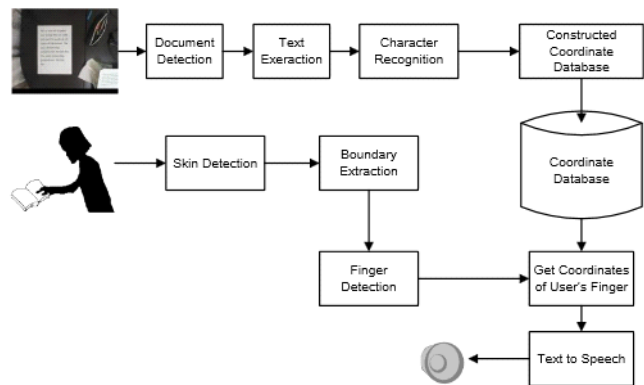 Document
Detection
Text
Exeraction
Character
Recognition
Constructed
Coordinate
Database
Skin Detection
Boundary
Extraction
Coordinate
Database
Finger
Detection
Get Coordinates
of User's Finger
Text to Speech